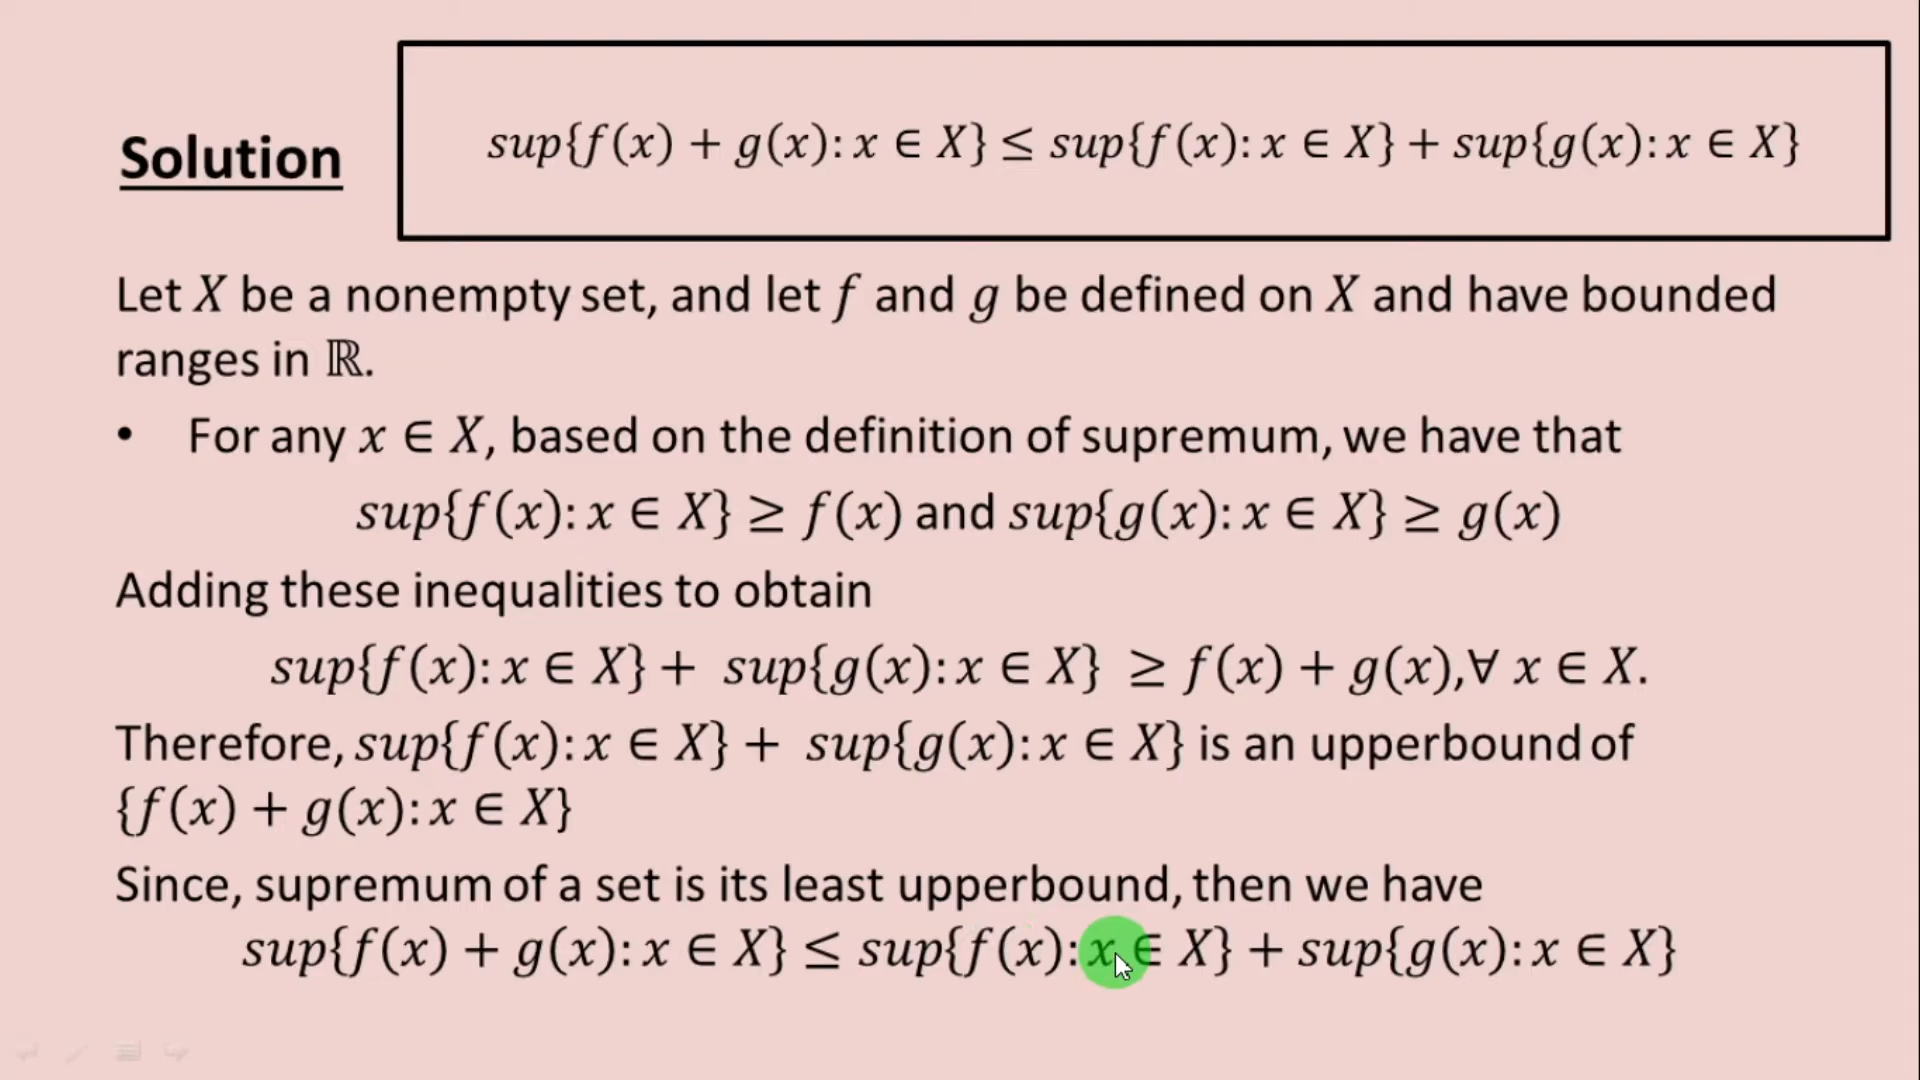 Solution
sup{f(x) + g(x): x ∈ X} ≤ sup{f(x): x ∈ X} + sup{g(x): x ∈ X}
Let X be a nonempty set, and let f and g be defined on X and have bounded
ranges in ℝ.
• For any x ∈ X, based on the definition of supremum, we have that
sup{f(x): x ∈ X} ≥ f(x) and sup{g(x): x ∈ X} ≥ g(x)
Adding these inequalities to obtain
sup{f(x): x ∈ X} + sup{g(x): x ∈ X} ≥ f(x) + g(x),∀ x ∈ X.
Therefore, sup{f(x): x ∈ X} + sup{g(x): x ∈ X} is an upperbound of
{f(x) + g(x): x ∈ X}
Since, supremum of a set is its least upperbound, then we have
sup{f(x) + g(x): x ∈ X} ≤ sup{f(x): x ∈ X} + sup{g(x): x ∈ X}